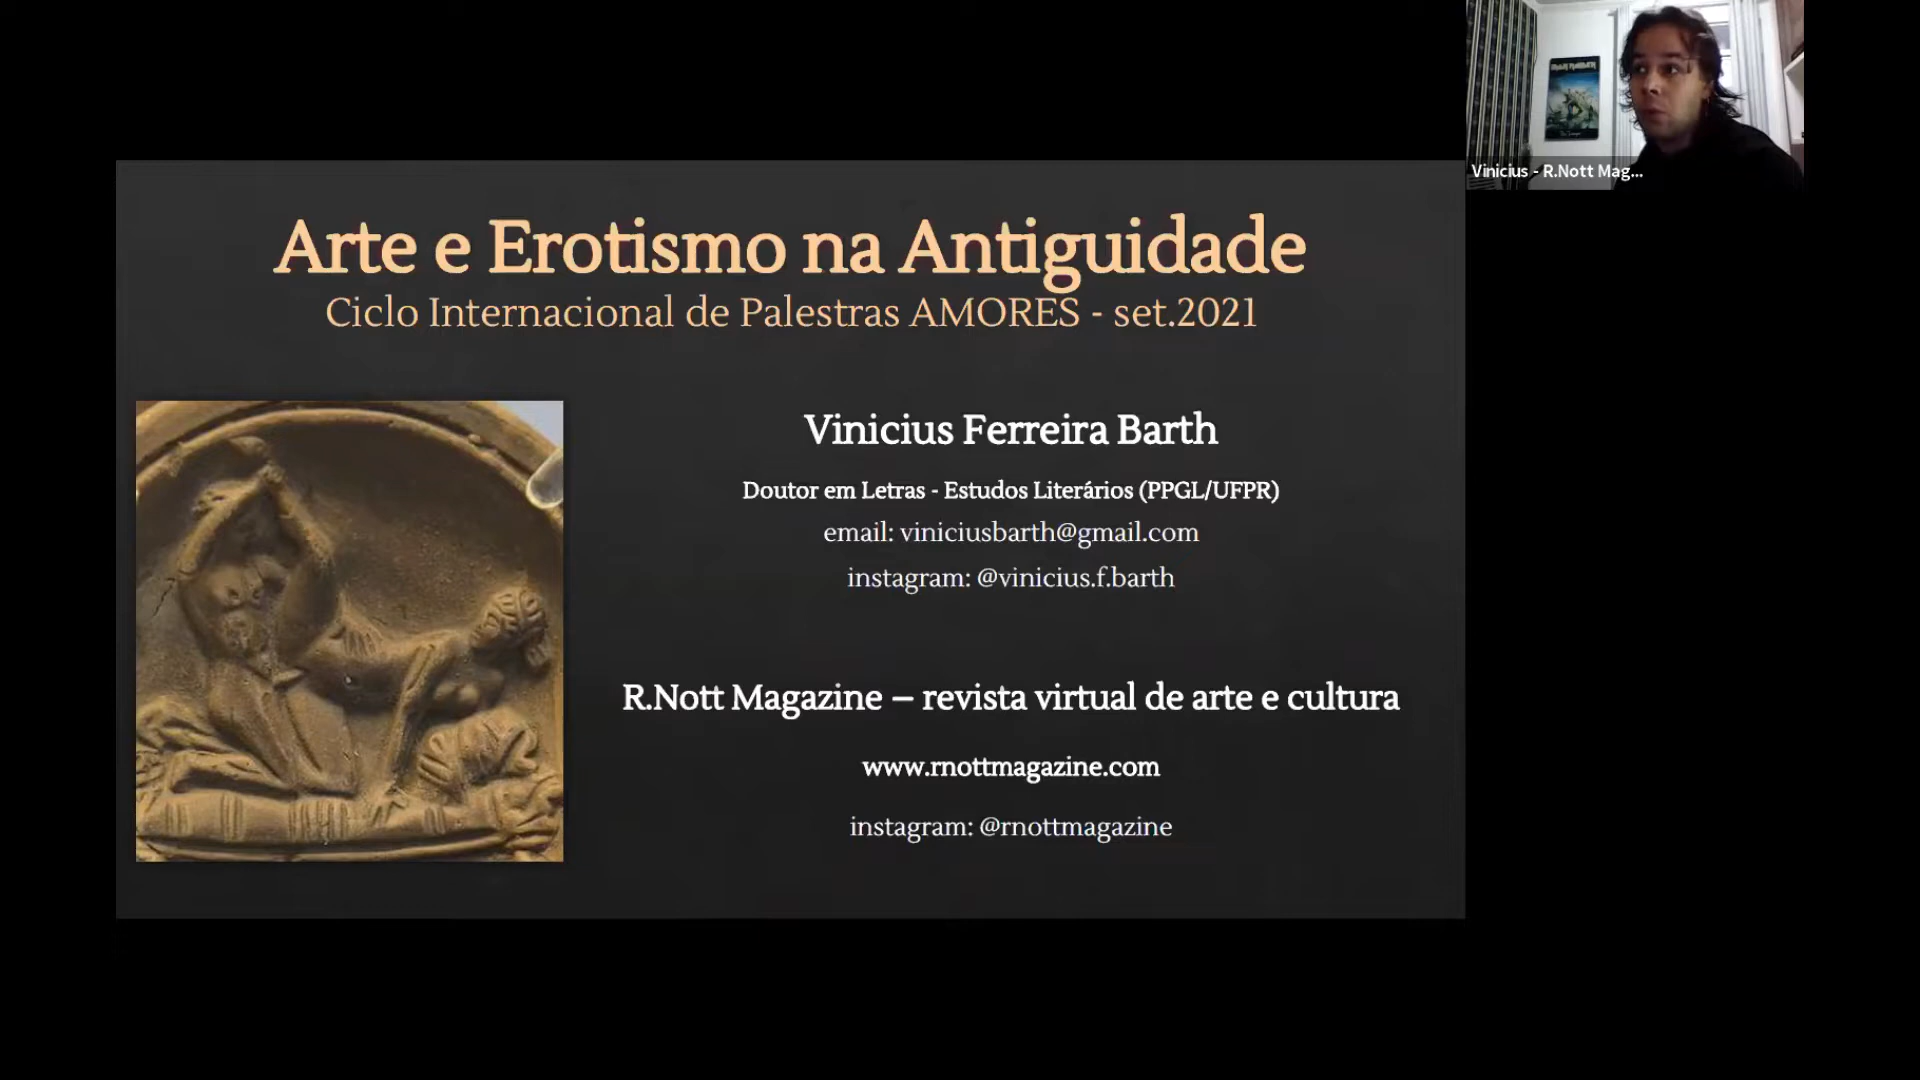 Arte e Erotismo na Antiguidade
Ciclo Internacional de Palestras AMORES - set.2021
Vinicius Ferreira Barth
Doutor em Letras - Estudos Literários (PPGL/UFPR)
email: viniciusbarth@gmail.com
instagram: @vinicius.f.barth
R.Nott Magazine – revista virtual de arte e cultura
www.rnottmagazine.com
instagram: @rnottmagazine
Vinicius - R.Nott Mag...
IRON MAIDEN